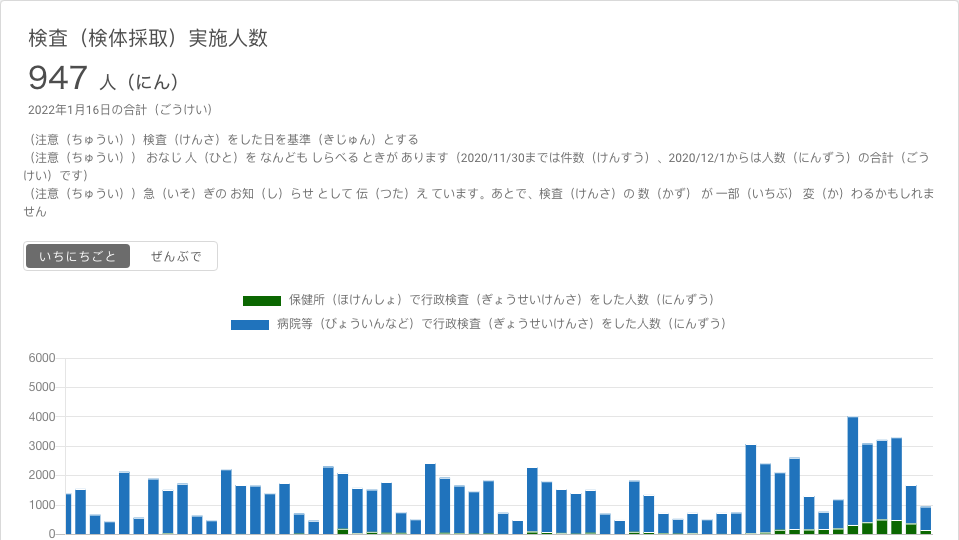 検査（検体採取）実施人数
947 人（にん）
2022年1月16日の合計（ごうけい）
（注意（ちゅうい））検査（けんさ）をした日を基準（きじゅん）とする
（注意（ちゅうい）） おなじ 人（ひと）を なんども しらべる ときが あります（2020/11/30までは件数（けんすう）、2020/12/1からは人数（にんずう）の合計（ごう
けい）です）
（注意（ちゅうい））急（いそ）ぎの お知（し）らせ として 伝（つた）え ています。あとで、検査（けんさ）の 数（かず） が 一部（いちぶ） 変（か）わるかもしれま
せん
いちにちごと ぜんぶで
保健所（ほけんしょ）で行政検査（ぎょうせいけんさ）をした人数（にんずう）
病院等（びょういんなど）で行政検査（ぎょうせいけんさ）をした人数（にんずう）
6000
5000
4000
3000
2000
1000
0